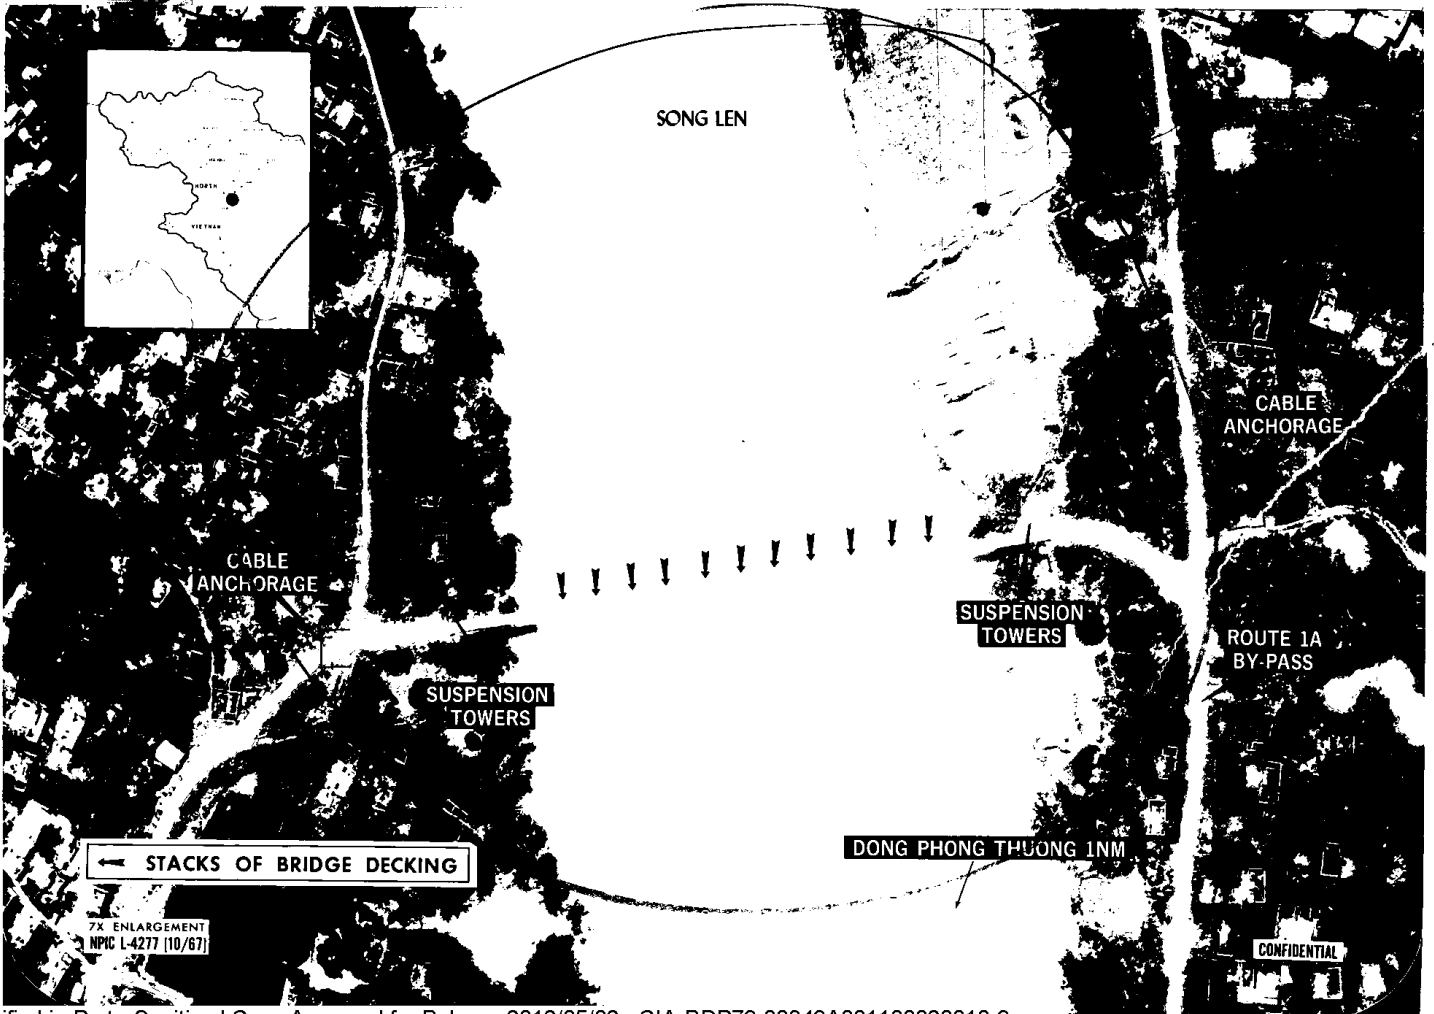 SONG LEN
NORTH
VIETNAM
CABLE
ANCHORAGE
CABLE
ANCHORAGE
SUSPENSION
TOWERS
ROUTE 1A
BY-PASS
SUSPENSION
TOWERS
DONG PHONG THUONG 1NM
STACKS OF BRIDGE DECKING
7X ENLARGEMENT
NPIC L-4277 (10/67)
CONFIDENTIAL